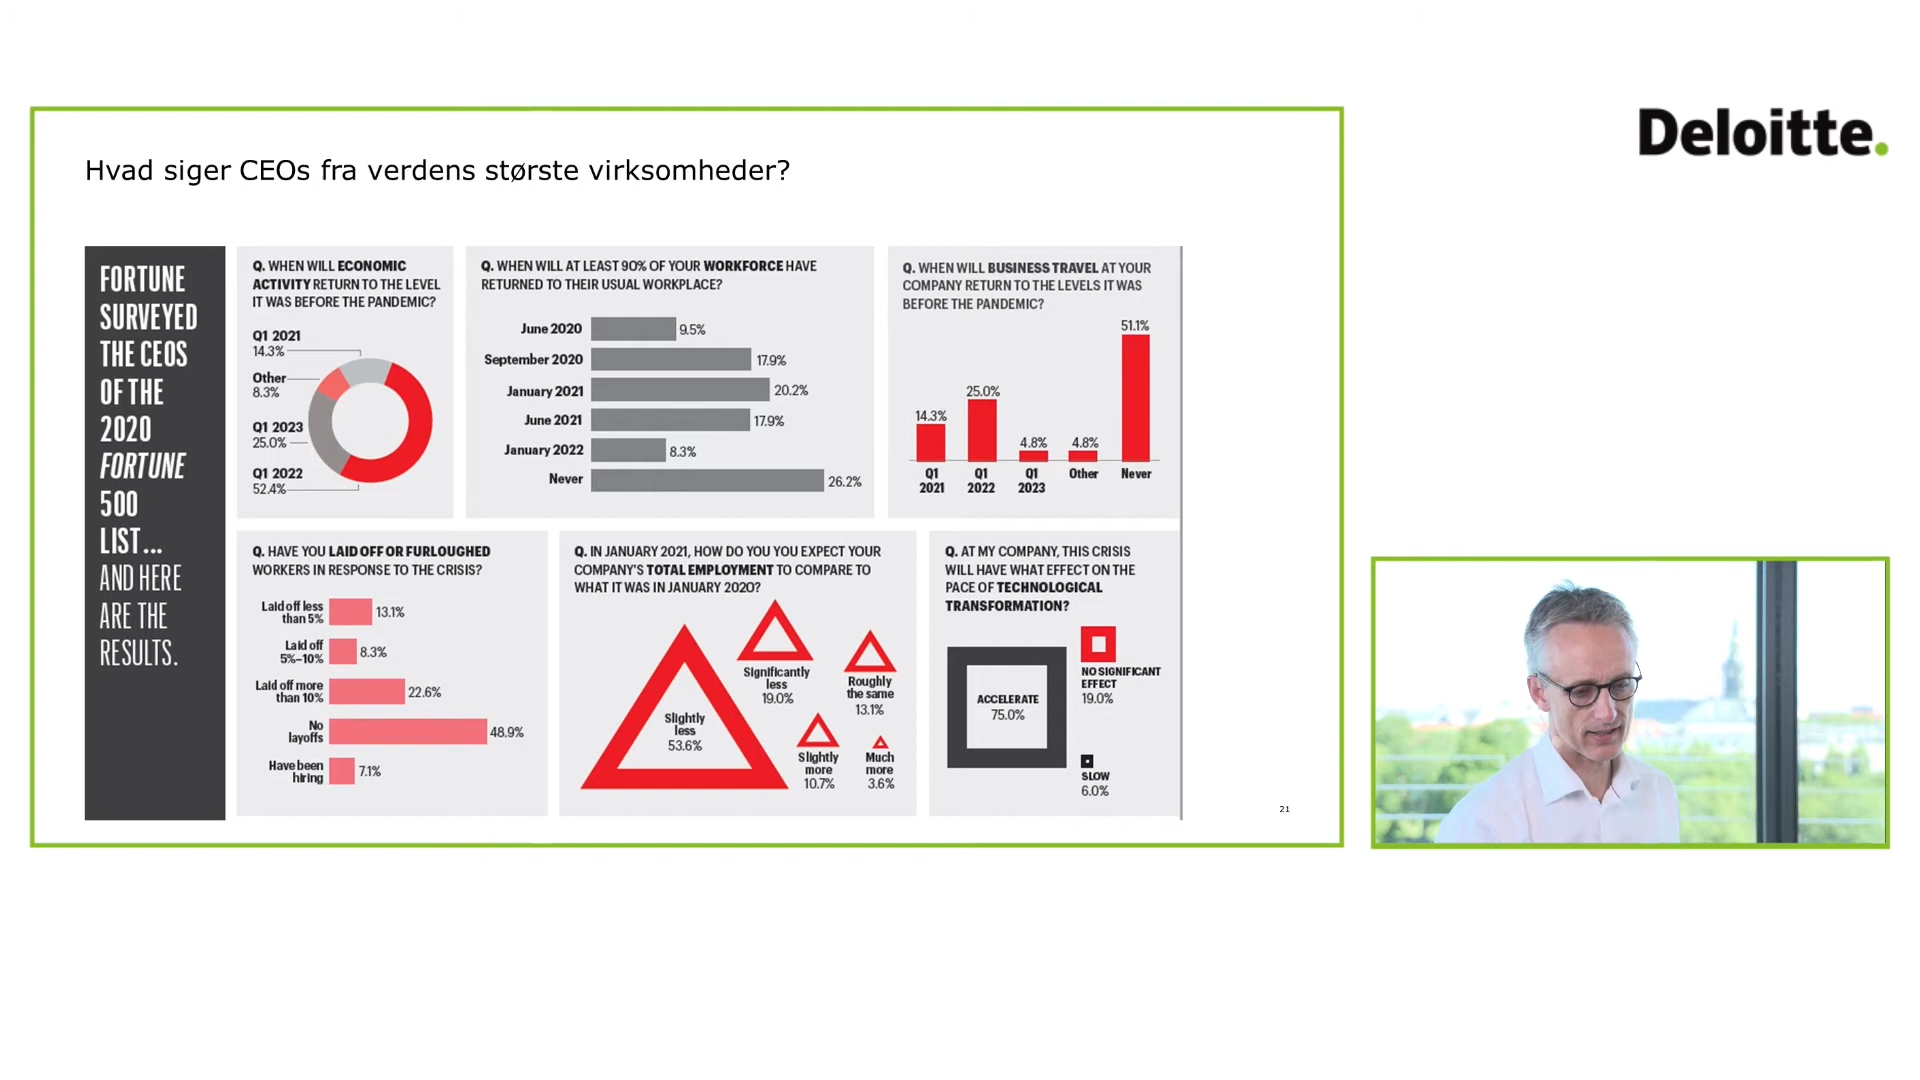 Deloitte.
Hvad siger CEOs fra verdens største virksomheder?
FORTUNE
SURVEYED
THE CEOS
OF THE
2020
FORTUNE
500
LIST...
AND HERE
ARE THE
RESULTS.
Q. WHEN WILL ECONOMIC
ACTIVITY RETURN TO THE LEVEL
IT WAS BEFORE THE PANDEMIC?
Q1 2021
14.3%
Other
8.3%
Q1 2023
25.0%
Q1 2022
52.4%
Q. WHEN WILL AT LEAST 90% OF YOUR WORKFORCE HAVE
RETURNED TO THEIR USUAL WORKPLACE?
June 2020 9.5%
September 2020 17.9%
January 2021 20.2%
June 2021 17.9%
January 2022 8.3%
Never 26.2%
Q. WHEN WILL BUSINESS TRAVEL AT YOUR
COMPANY RETURN TO THE LEVELS IT WAS
BEFORE THE PANDEMIC?
51.1%
25.0%
14.3%
4.8% 4.8%
Q1 Q1 Q1 Other Never
2021 2022 2023
Q. HAVE YOU LAID OFF OR FURLOUGHED
WORKERS IN RESPONSE TO THE CRISIS?
Laid off less
than 5%
13.1%
Laid off
5%–10%
8.3%
Laid off more
than 10%
22.6%
No
layoffs
48.9%
Have been
hiring
7.1%
Q. IN JANUARY 2021, HOW DO YOU YOU EXPECT YOUR
COMPANY'S TOTAL EMPLOYMENT TO COMPARE TO
WHAT IT WAS IN JANUARY 2020?
Slightly
less
53.6%
Significantly
less
19.0%
Roughly
the same
13.1%
Slightly
more
10.7%
Much
more
3.6%
Q. AT MY COMPANY, THIS CRISIS
WILL HAVE WHAT EFFECT ON THE
PACE OF TECHNOLOGICAL
TRANSFORMATION?
ACCELERATE
75.0%
NO SIGNIFICANT
EFFECT
19.0%
SLOW
6.0%
21